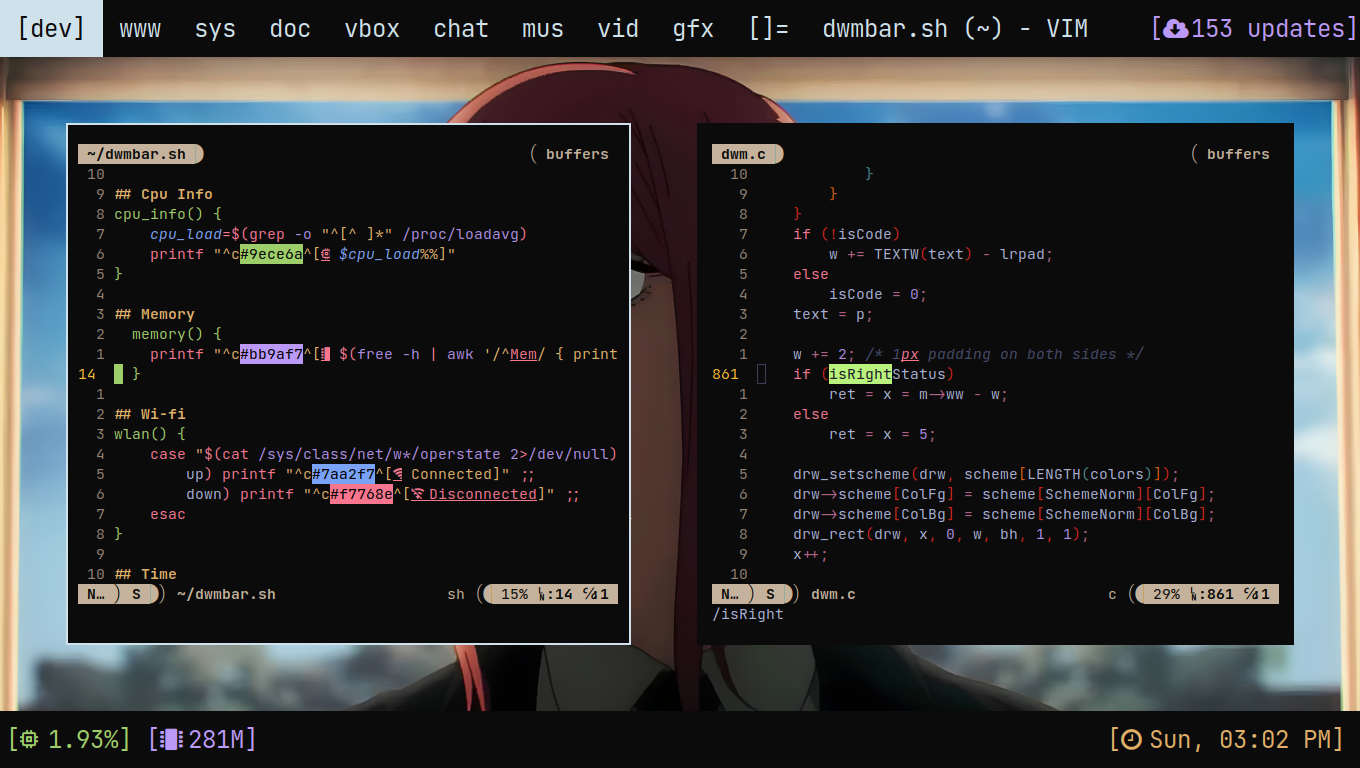 [dev] www sys doc vbox chat mus vid gfx []= dwmbar.sh (~) - VIM [153 updates]
~/dwmbar.sh buffers
10
9 ## Cpu Info
8 cpu_info() {
7     cpu_load=$(grep -o "^[^ ]*" /proc/loadavg)
6     printf "^c#9ece6a^[ $cpu_load%%]"
5 }
4
3 ## Memory
2   memory() {
1     printf "^c#bb9af7^[ $(free -h | awk '/^Mem/ { print
14   }
1
2 ## Wi-fi
3 wlan() {
4     case "$(cat /sys/class/net/w*/operstate 2>/dev/null)
5         up) printf "^c#7aa2f7^[ Connected]" ;;
6         down) printf "^c#f7768e^[ Disconnected]" ;;
7     esac
8 }
9
10 ## Time
N… ) S ) ~/dwmbar.sh sh ( 15% :14 1
dwm.c buffers
10             }
9         }
8     }
7     if (!isCode)
6         w += TEXTW(text) - lrpad;
5     else
4         isCode = 0;
3     text = p;
2
1     w += 2; /* 1px padding on both sides */
861     if (isRightStatus)
1         ret = x = m->ww - w;
2     else
3         ret = x = 5;
4
5     drw_setscheme(drw, scheme[LENGTH(colors)]);
6     drw->scheme[ColFg] = scheme[SchemeNorm][ColFg];
7     drw->scheme[ColBg] = scheme[SchemeNorm][ColBg];
8     drw_rect(drw, x, 0, w, bh, 1, 1);
9     x++;
10
N… ) S ) dwm.c c ( 29% :861 1
/isRight
[1.93%] [281M] [Sun, 03:02 PM]